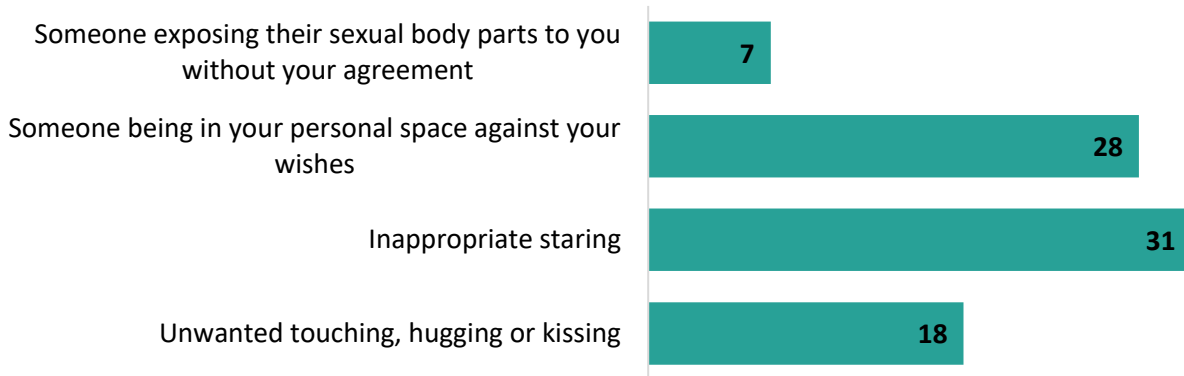 Someone exposing their sexual body parts to you
without your agreement
7
Someone being in your personal space against your
wishes
28
Inappropriate staring
31
Unwanted touching, hugging or kissing
18